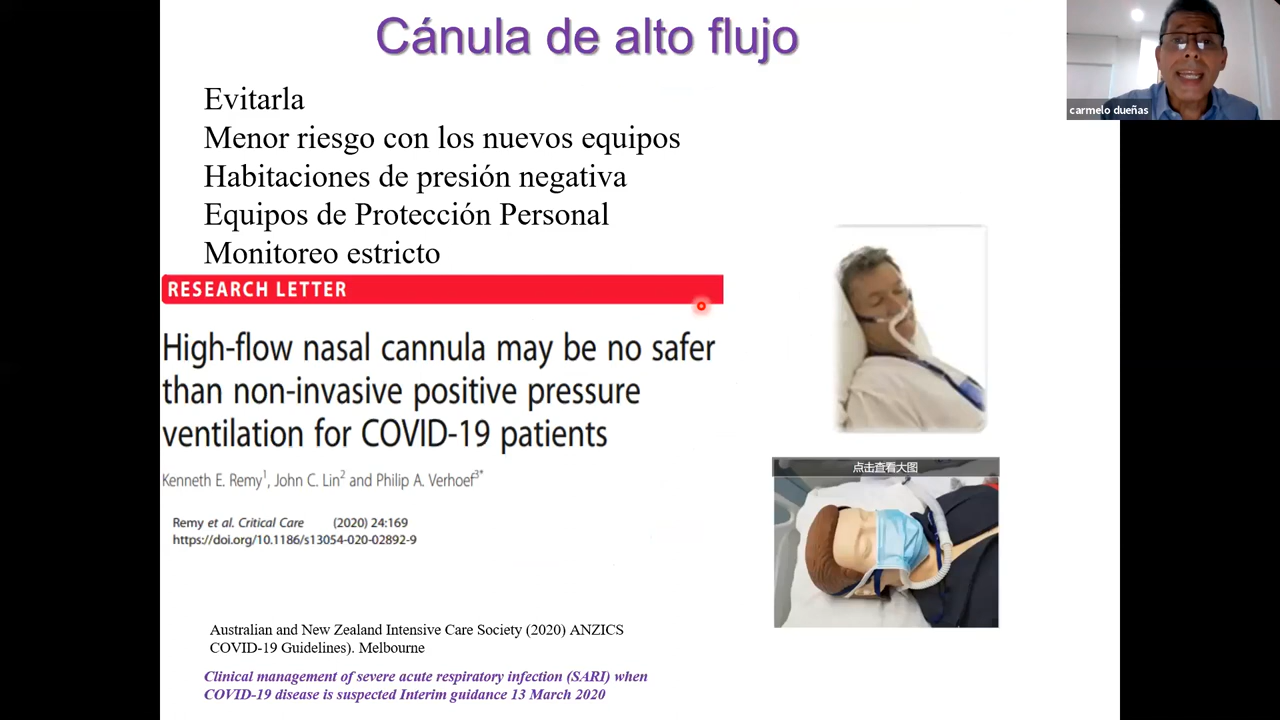 Cánula de alto flujo
carmelo dueñas
Evitarla
Menor riesgo con los nuevos equipos
Habitaciones de presión negativa
Equipos de Protección Personal
Monitoreo estricto
RESEARCH LETTER
High-flow nasal cannula may be no safer
than non-invasive positive pressure
ventilation for COVID-19 patients
Kenneth E. Remy1, John C. Lin2 and Philip A. Verhoef3*
Remy et al. Critical Care (2020) 24:169
https://doi.org/10.1186/s13054-020-02892-9
点击查看大图
Australian and New Zealand Intensive Care Society (2020) ANZICS
COVID-19 Guidelines). Melbourne
Clinical management of severe acute respiratory infection (SARI) when
COVID-19 disease is suspected Interim guidance 13 March 2020